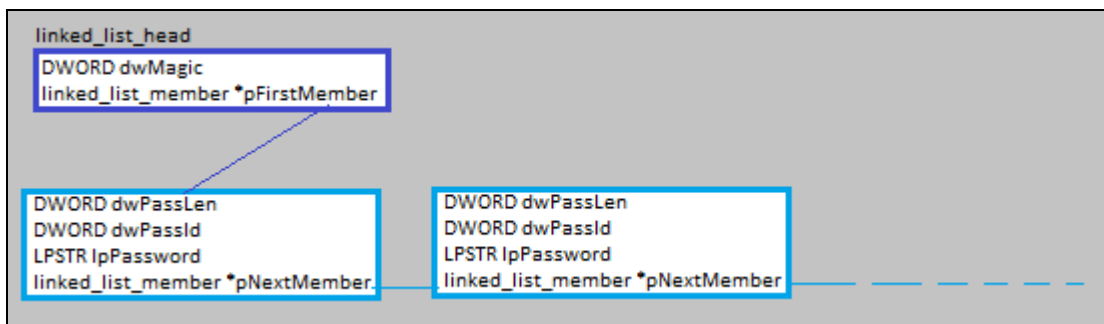 linked_list_head
DWORD dwMagic
linked_list_member *pFirstMember
DWORD dwPassLen
DWORD dwPassId
LPSTR lpPassword
linked_list_member *pNextMember
DWORD dwPassLen
DWORD dwPassId
LPSTR lpPassword
linked_list_member *pNextMember